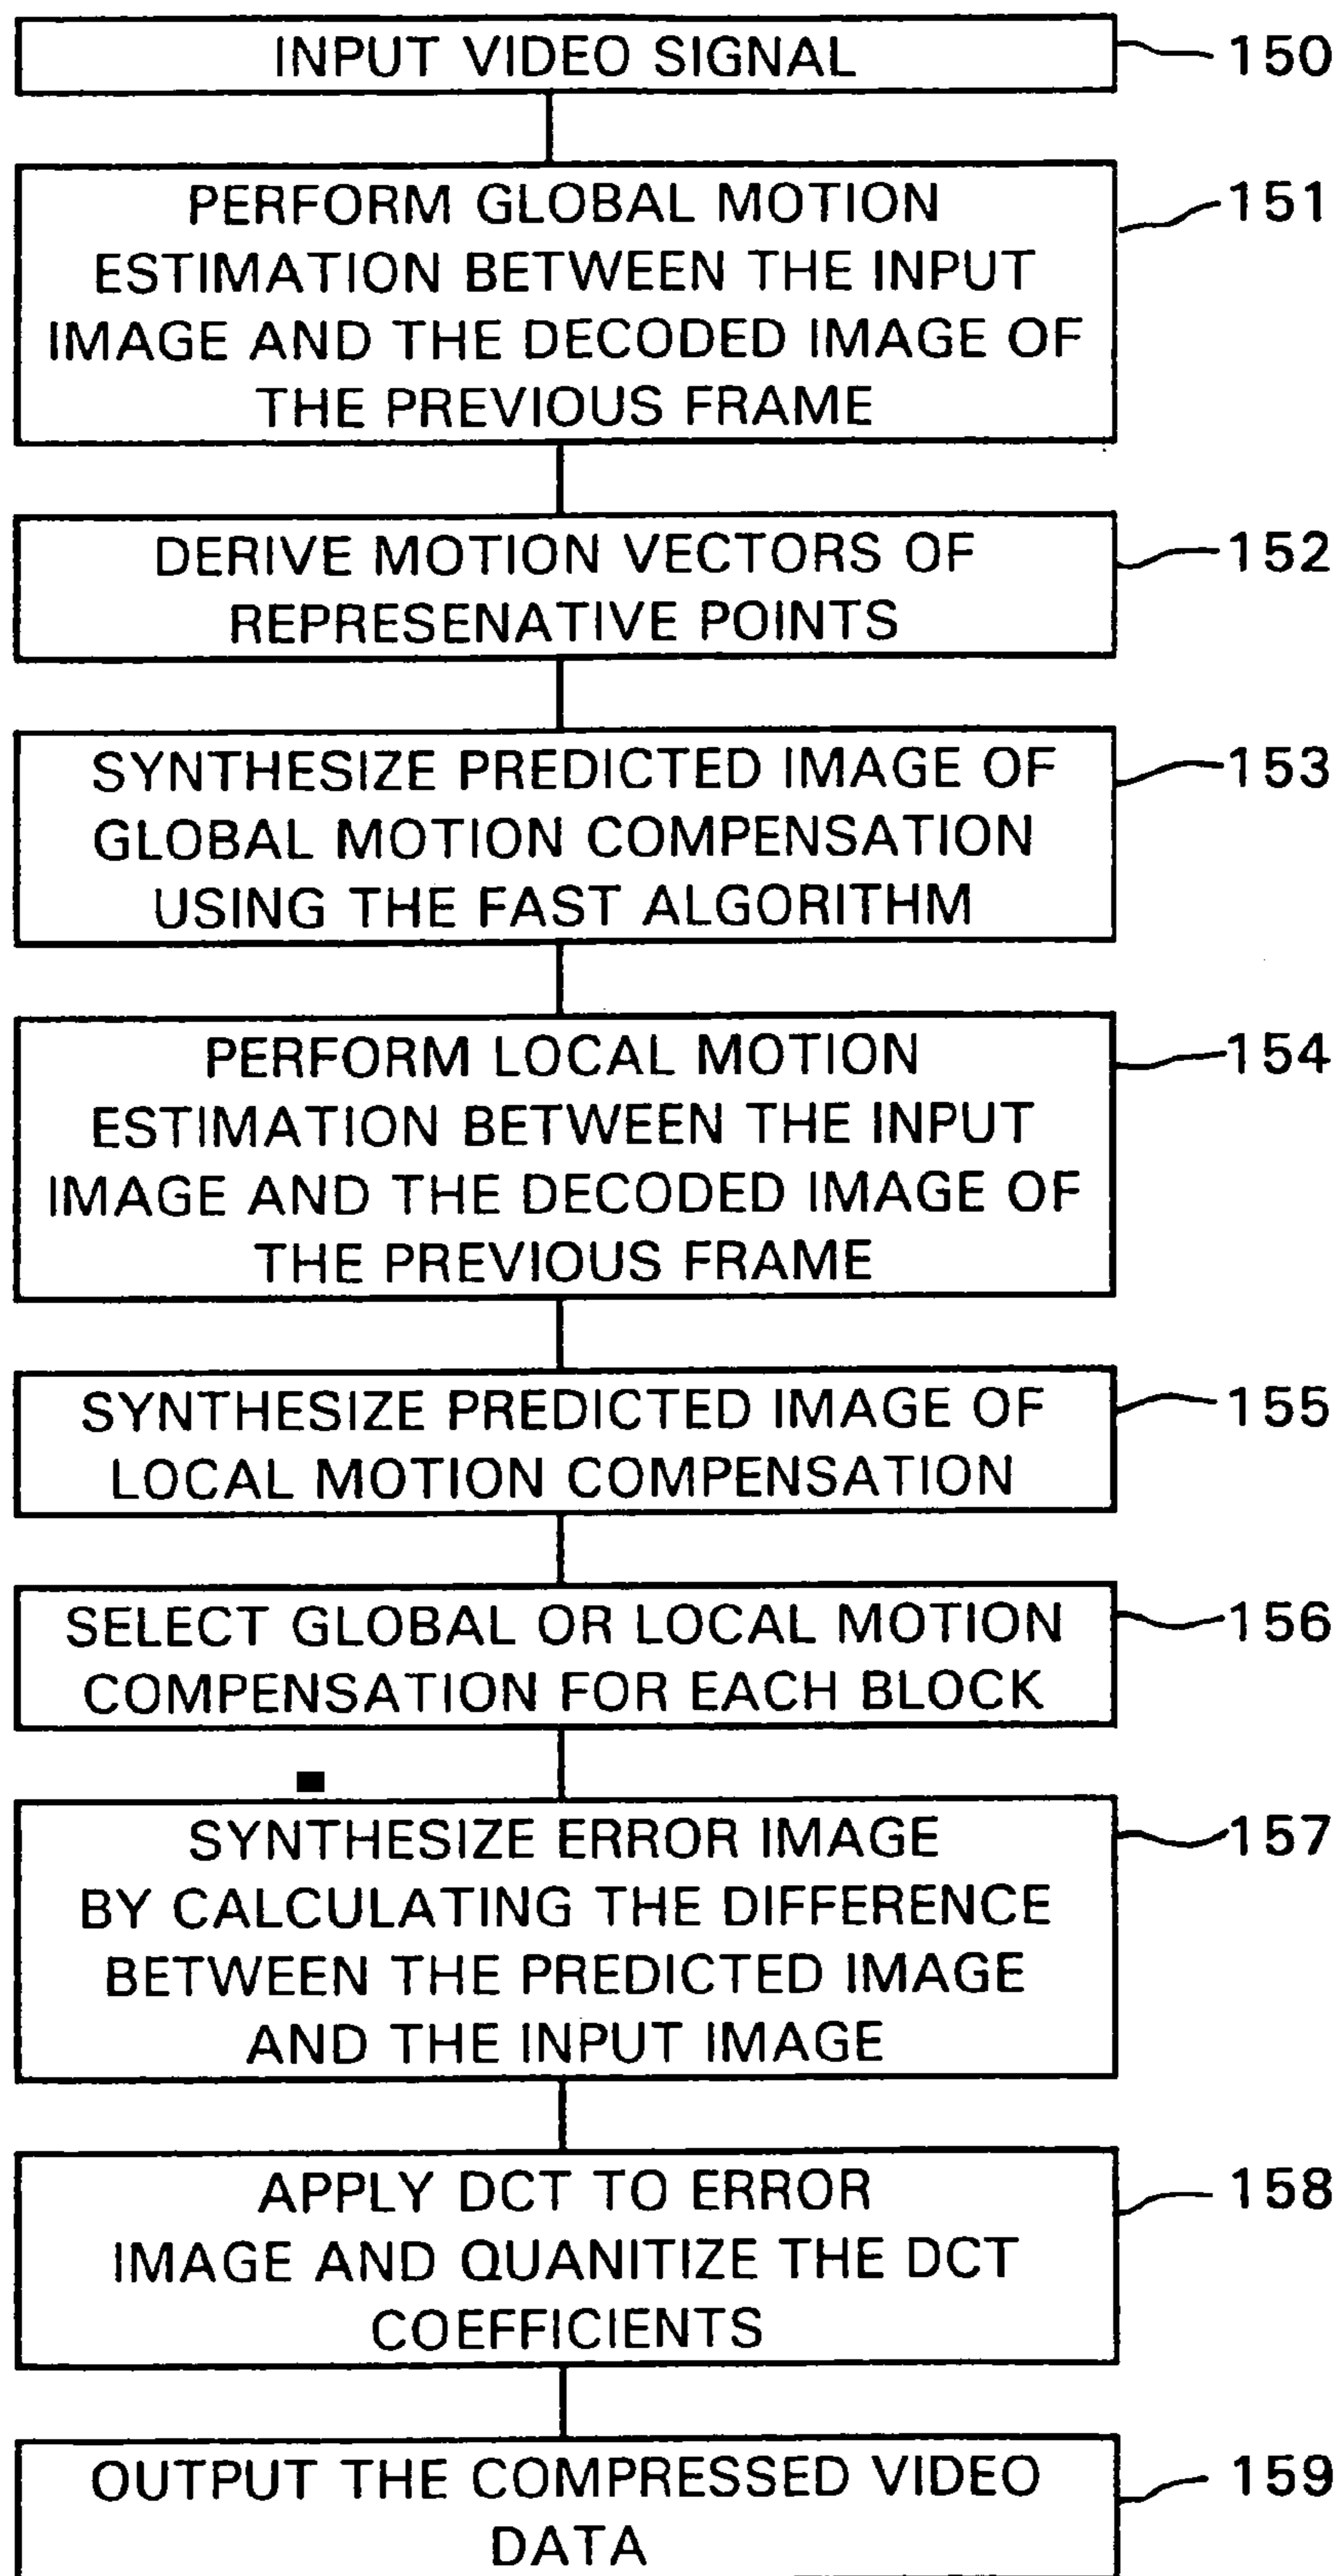 INPUT VIDEO SIGNAL
150
PERFORM GLOBAL MOTION
ESTIMATION BETWEEN THE INPUT
IMAGE AND THE DECODED IMAGE OF
THE PREVIOUS FRAME
151
DERIVE MOTION VECTORS OF
REPRESENATIVE POINTS
152
SYNTHESIZE PREDICTED IMAGE OF
GLOBAL MOTION COMPENSATION
USING THE FAST ALGORITHM
153
PERFORM LOCAL MOTION
ESTIMATION BETWEEN THE INPUT
IMAGE AND THE DECODED IMAGE OF
THE PREVIOUS FRAME
154
SYNTHESIZE PREDICTED IMAGE OF
LOCAL MOTION COMPENSATION
155
SELECT GLOBAL OR LOCAL MOTION
COMPENSATION FOR EACH BLOCK
156
SYNTHESIZE ERROR IMAGE
BY CALCULATING THE DIFFERENCE
BETWEEN THE PREDICTED IMAGE
AND THE INPUT IMAGE
157
APPLY DCT TO ERROR
IMAGE AND QUANITIZE THE DCT
COEFFICIENTS
158
OUTPUT THE COMPRESSED VIDEO
DATA
159